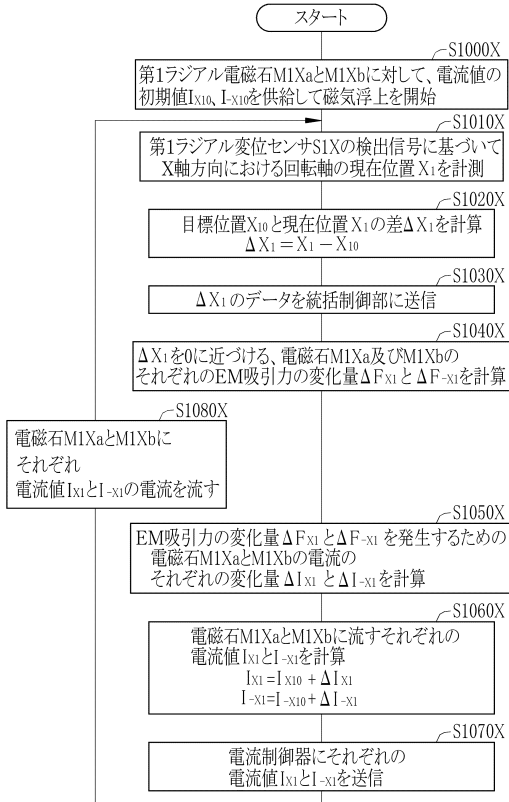 スタート
S1000X
第1ラジアル電磁石M1XaとM1Xbに対して、電流値の
初期値IX10、I-X10を供給して磁気浮上を開始
S1010X
第1ラジアル変位センサS1Xの検出信号に基づいて
X軸方向における回転軸の現在位置X1を計測
S1020X
目標位置X10と現在位置X1の差ΔX1を計算
ΔX1=X1-X10
S1030X
ΔX1のデータを統括制御部に送信
S1040X
ΔX1を0に近づける、電磁石M1Xa及びM1Xbの
それぞれのEM吸引力の変化量ΔFX1とΔF-X1を計算
S1080X
電磁石M1XaとM1Xbに
それぞれ
電流値IX1とI-X1の電流を流す
S1050X
EM吸引力の変化量ΔFX1とΔF-X1を発生するための
電磁石M1XaとM1Xbの電流の
それぞれの変化量ΔIX1とΔI-X1を計算
S1060X
電磁石M1XaとM1Xbに流すそれぞれの
電流値IX1とI-X1を計算
IX1=IX10+ΔIX1
I-X1=I-X10+ΔI-X1
S1070X
電流制御器にそれぞれの
電流値IX1とI-X1を送信